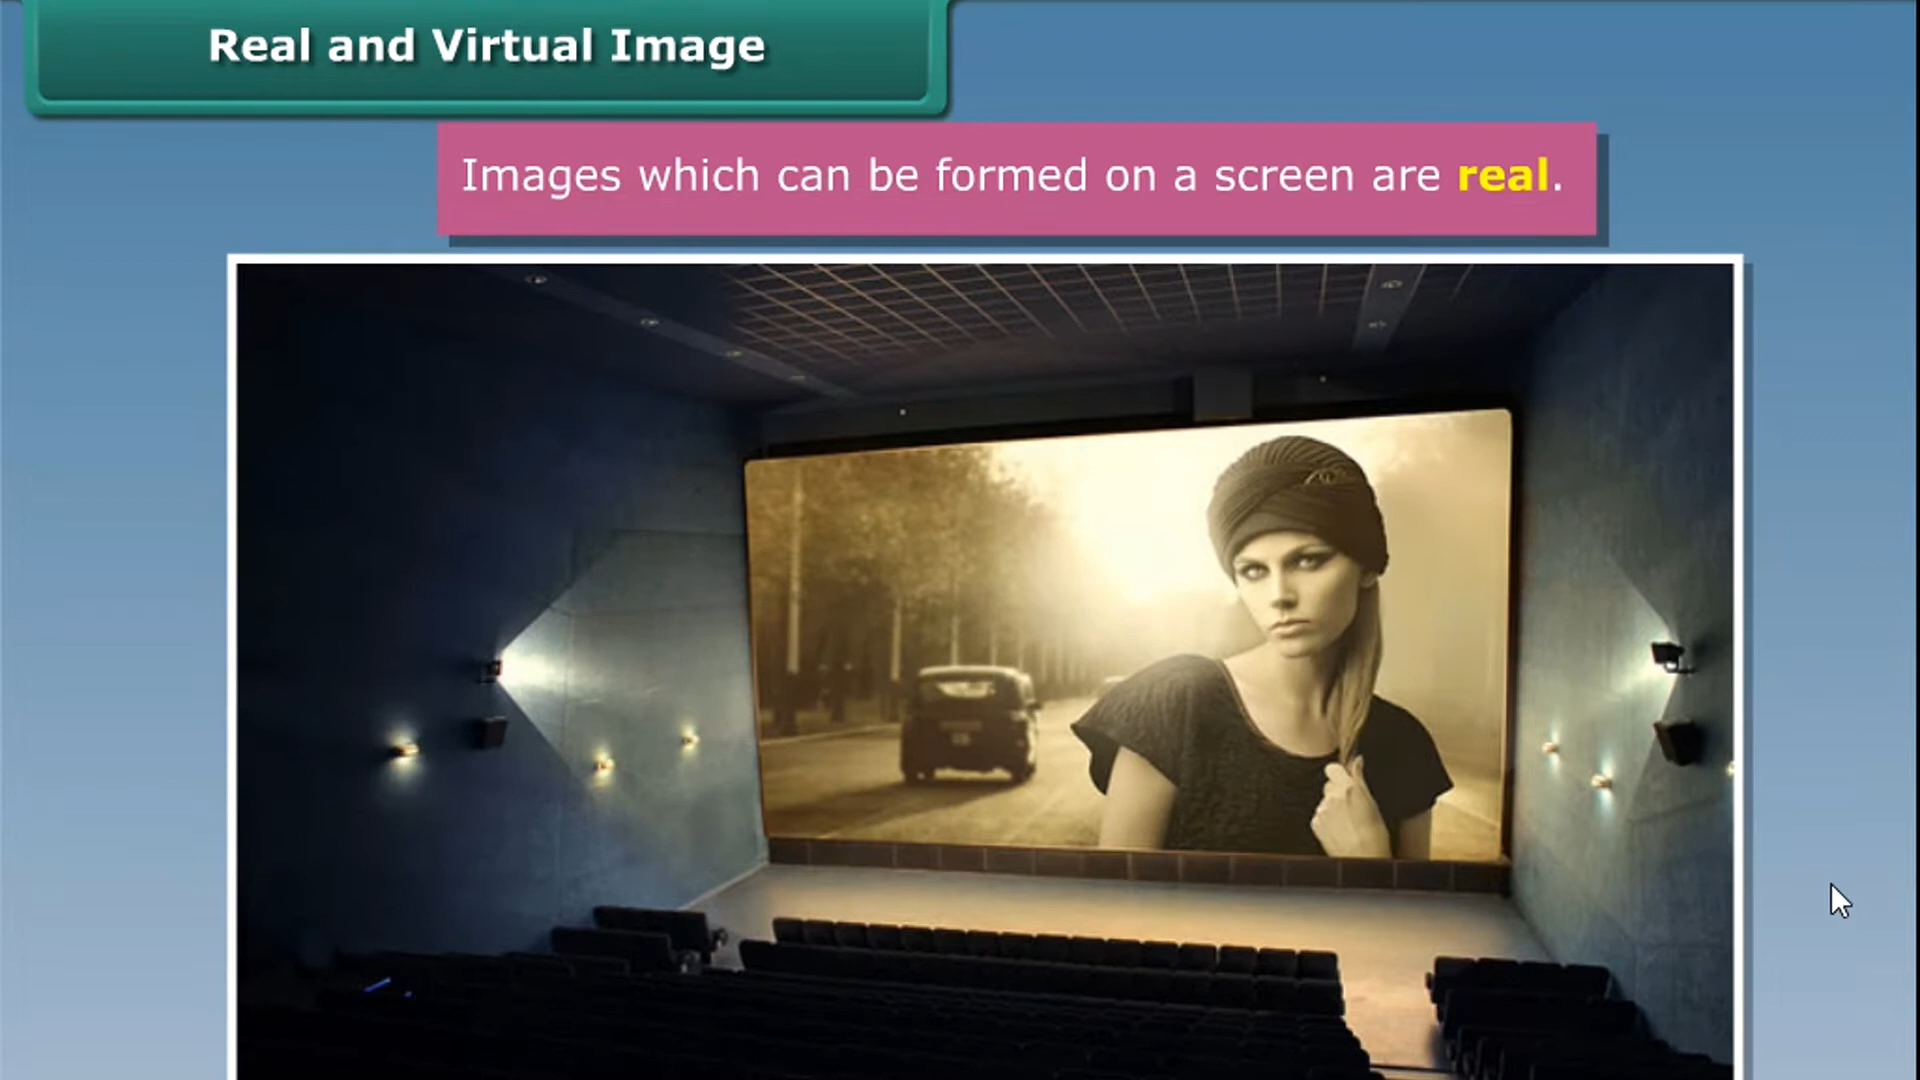 Real and Virtual Image
Images which can be formed on a screen are real.